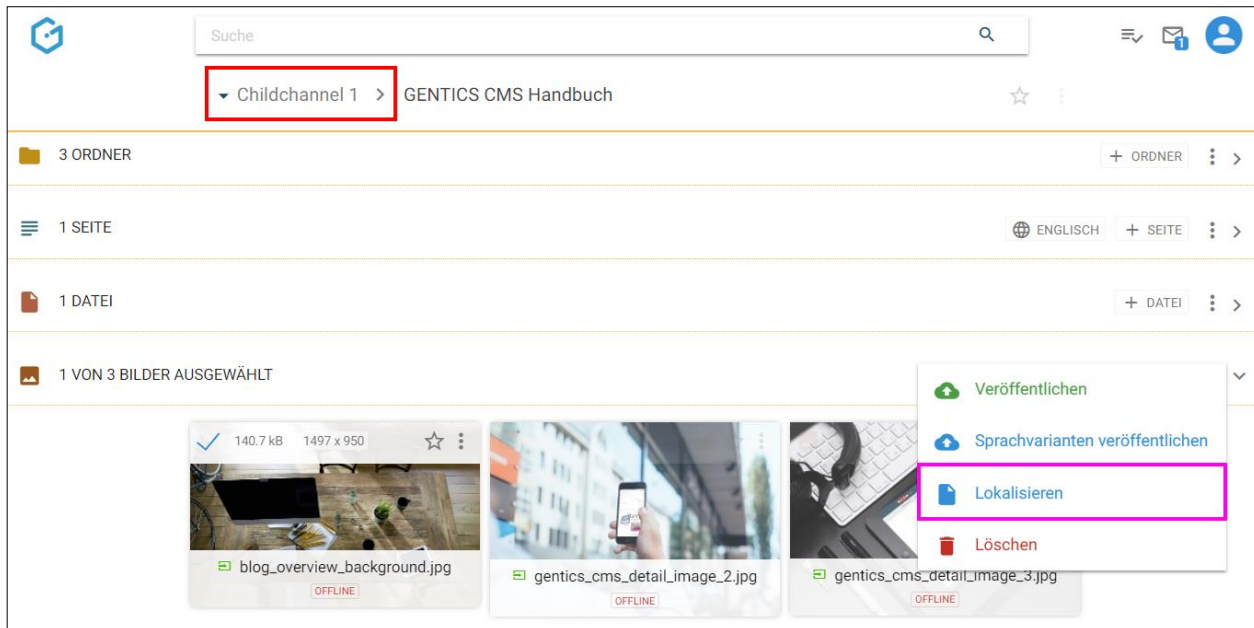 Suche
1
Childchannel 1 > GENTICS CMS Handbuch
3 ORDNER + ORDNER
1 SEITE ENGLISCH + SEITE
1 DATEI + DATEI
1 VON 3 BILDER AUSGEWÄHLT
Veröffentlichen
Sprachvarianten veröffentlichen
Lokalisieren
Löschen
140.7 kB 1497 x 950
blog_overview_background.jpg
OFFLINE
gentics_cms_detail_image_2.jpg
OFFLINE
gentics_cms_detail_image_3.jpg
OFFLINE